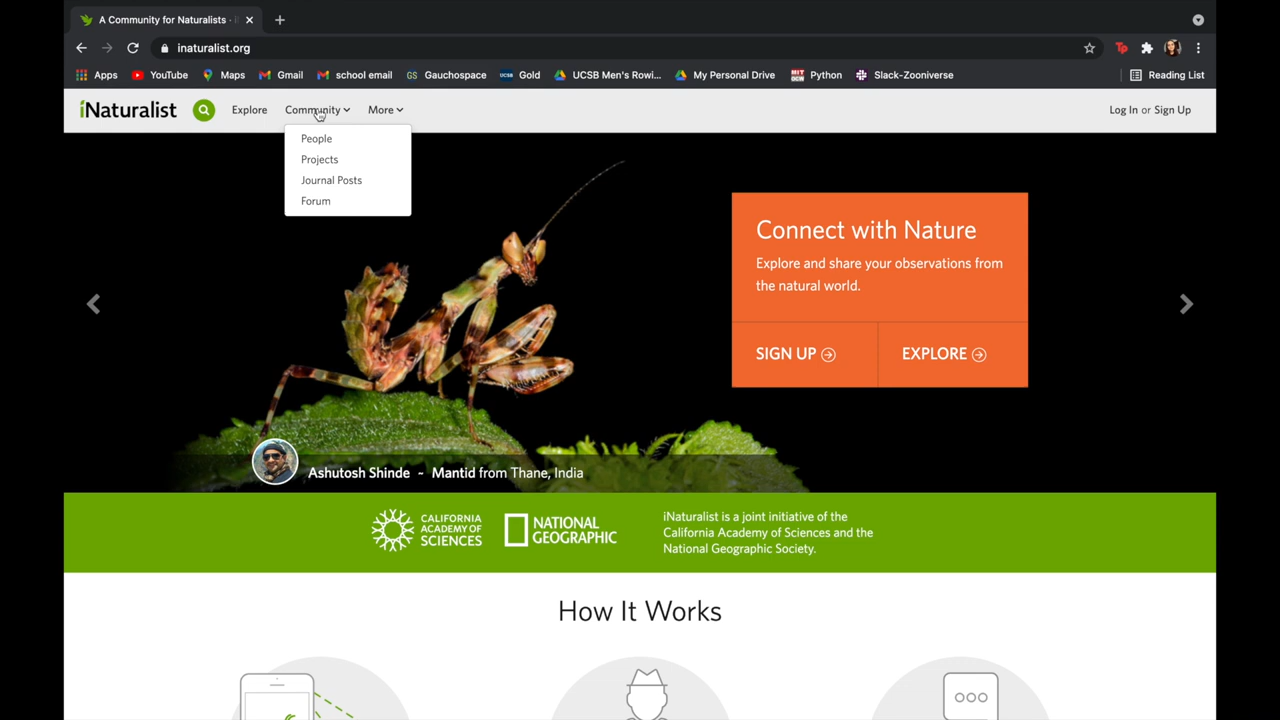 A Community for Naturalists ·
inaturalist.org
Apps YouTube Maps Gmail school email GS Gauchospace UCSB Gold UCSB Men's Rowi... My Personal Drive MIT OCW Python Slack-Zooniverse Reading List
iNaturalist Explore Community More Log In or Sign Up
People
Projects
Journal Posts
Forum
Connect with Nature
Explore and share your observations from
the natural world.
SIGN UP EXPLORE
Ashutosh Shinde ~ Mantid from Thane, India
CALIFORNIA
ACADEMY OF
SCIENCES
NATIONAL
GEOGRAPHIC
iNaturalist is a joint initiative of the
California Academy of Sciences and the
National Geographic Society.
How It Works